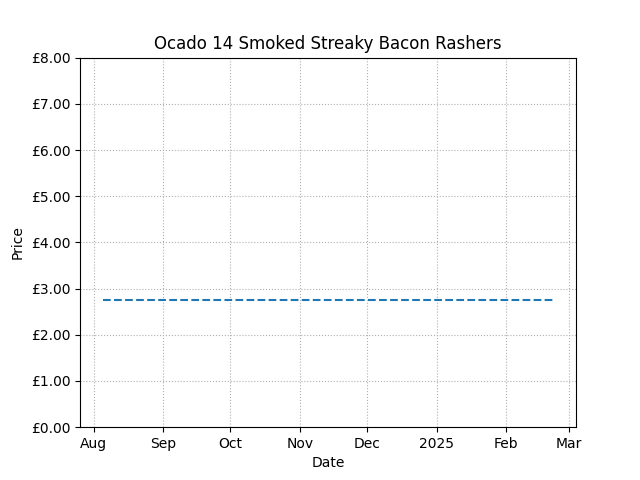 Ocado 14 Smoked Streaky Bacon Rashers
£8.00
£7.00
£6.00
£5.00
£4.00
£3.00
£2.00
£1.00
£0.00
Price
Aug Sep Oct Nov Dec 2025 Feb Mar
Date